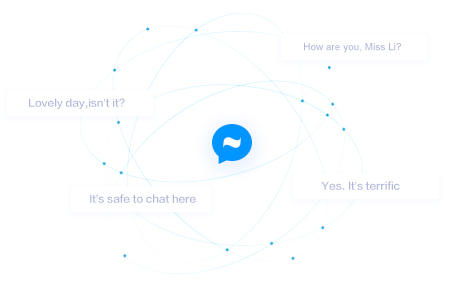 How are you, Miss Li?
Lovely day,isn't it?
Yes. It's terrific
It's safe to chat here